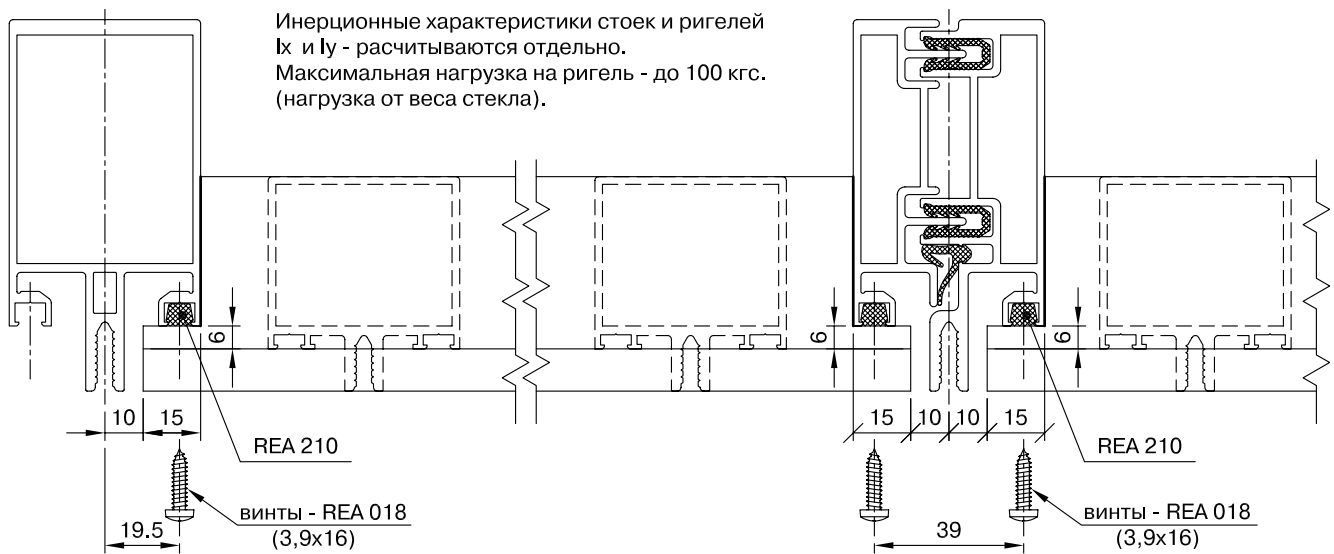 Инерционные характеристики стоек и ригелей
Ix и Iy - расчитываются отдельно.
Максимальная нагрузка на ригель - до 100 кгс.
(нагрузка от веса стекла).
6
6
6
10
15
15
10
10
15
REA 210
REA 210
винты - REA 018
(3,9x16)
винты - REA 018
(3,9x16)
19.5
39